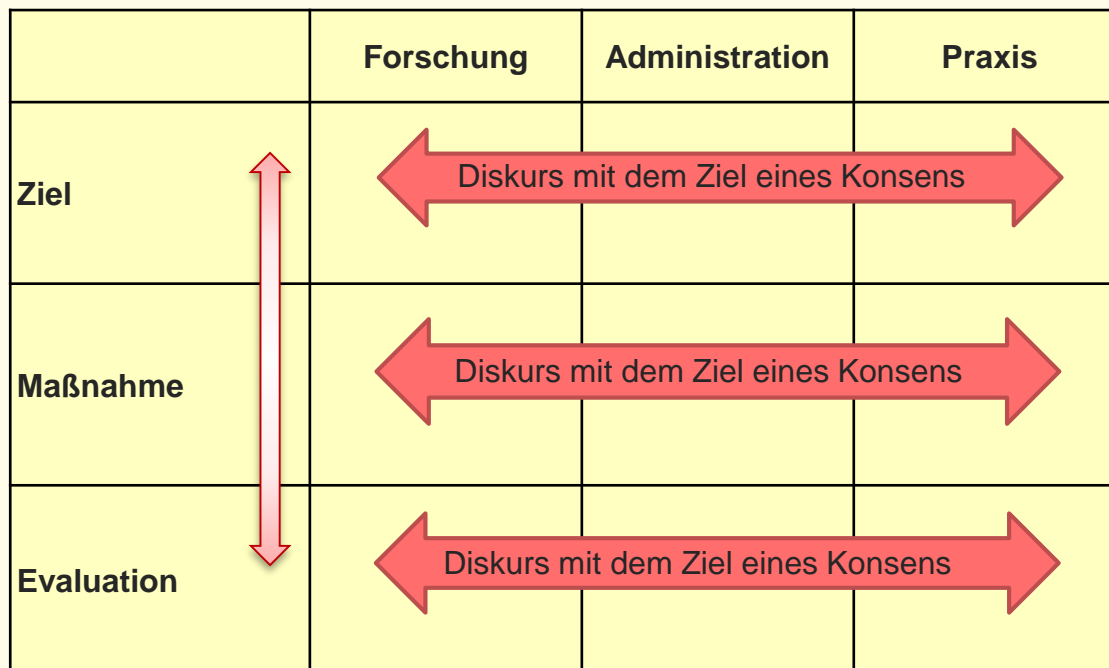 Forschung Administration Praxis
Ziel
Diskurs mit dem Ziel eines Konsens
Maßnahme
Diskurs mit dem Ziel eines Konsens
Evaluation
Diskurs mit dem Ziel eines Konsens